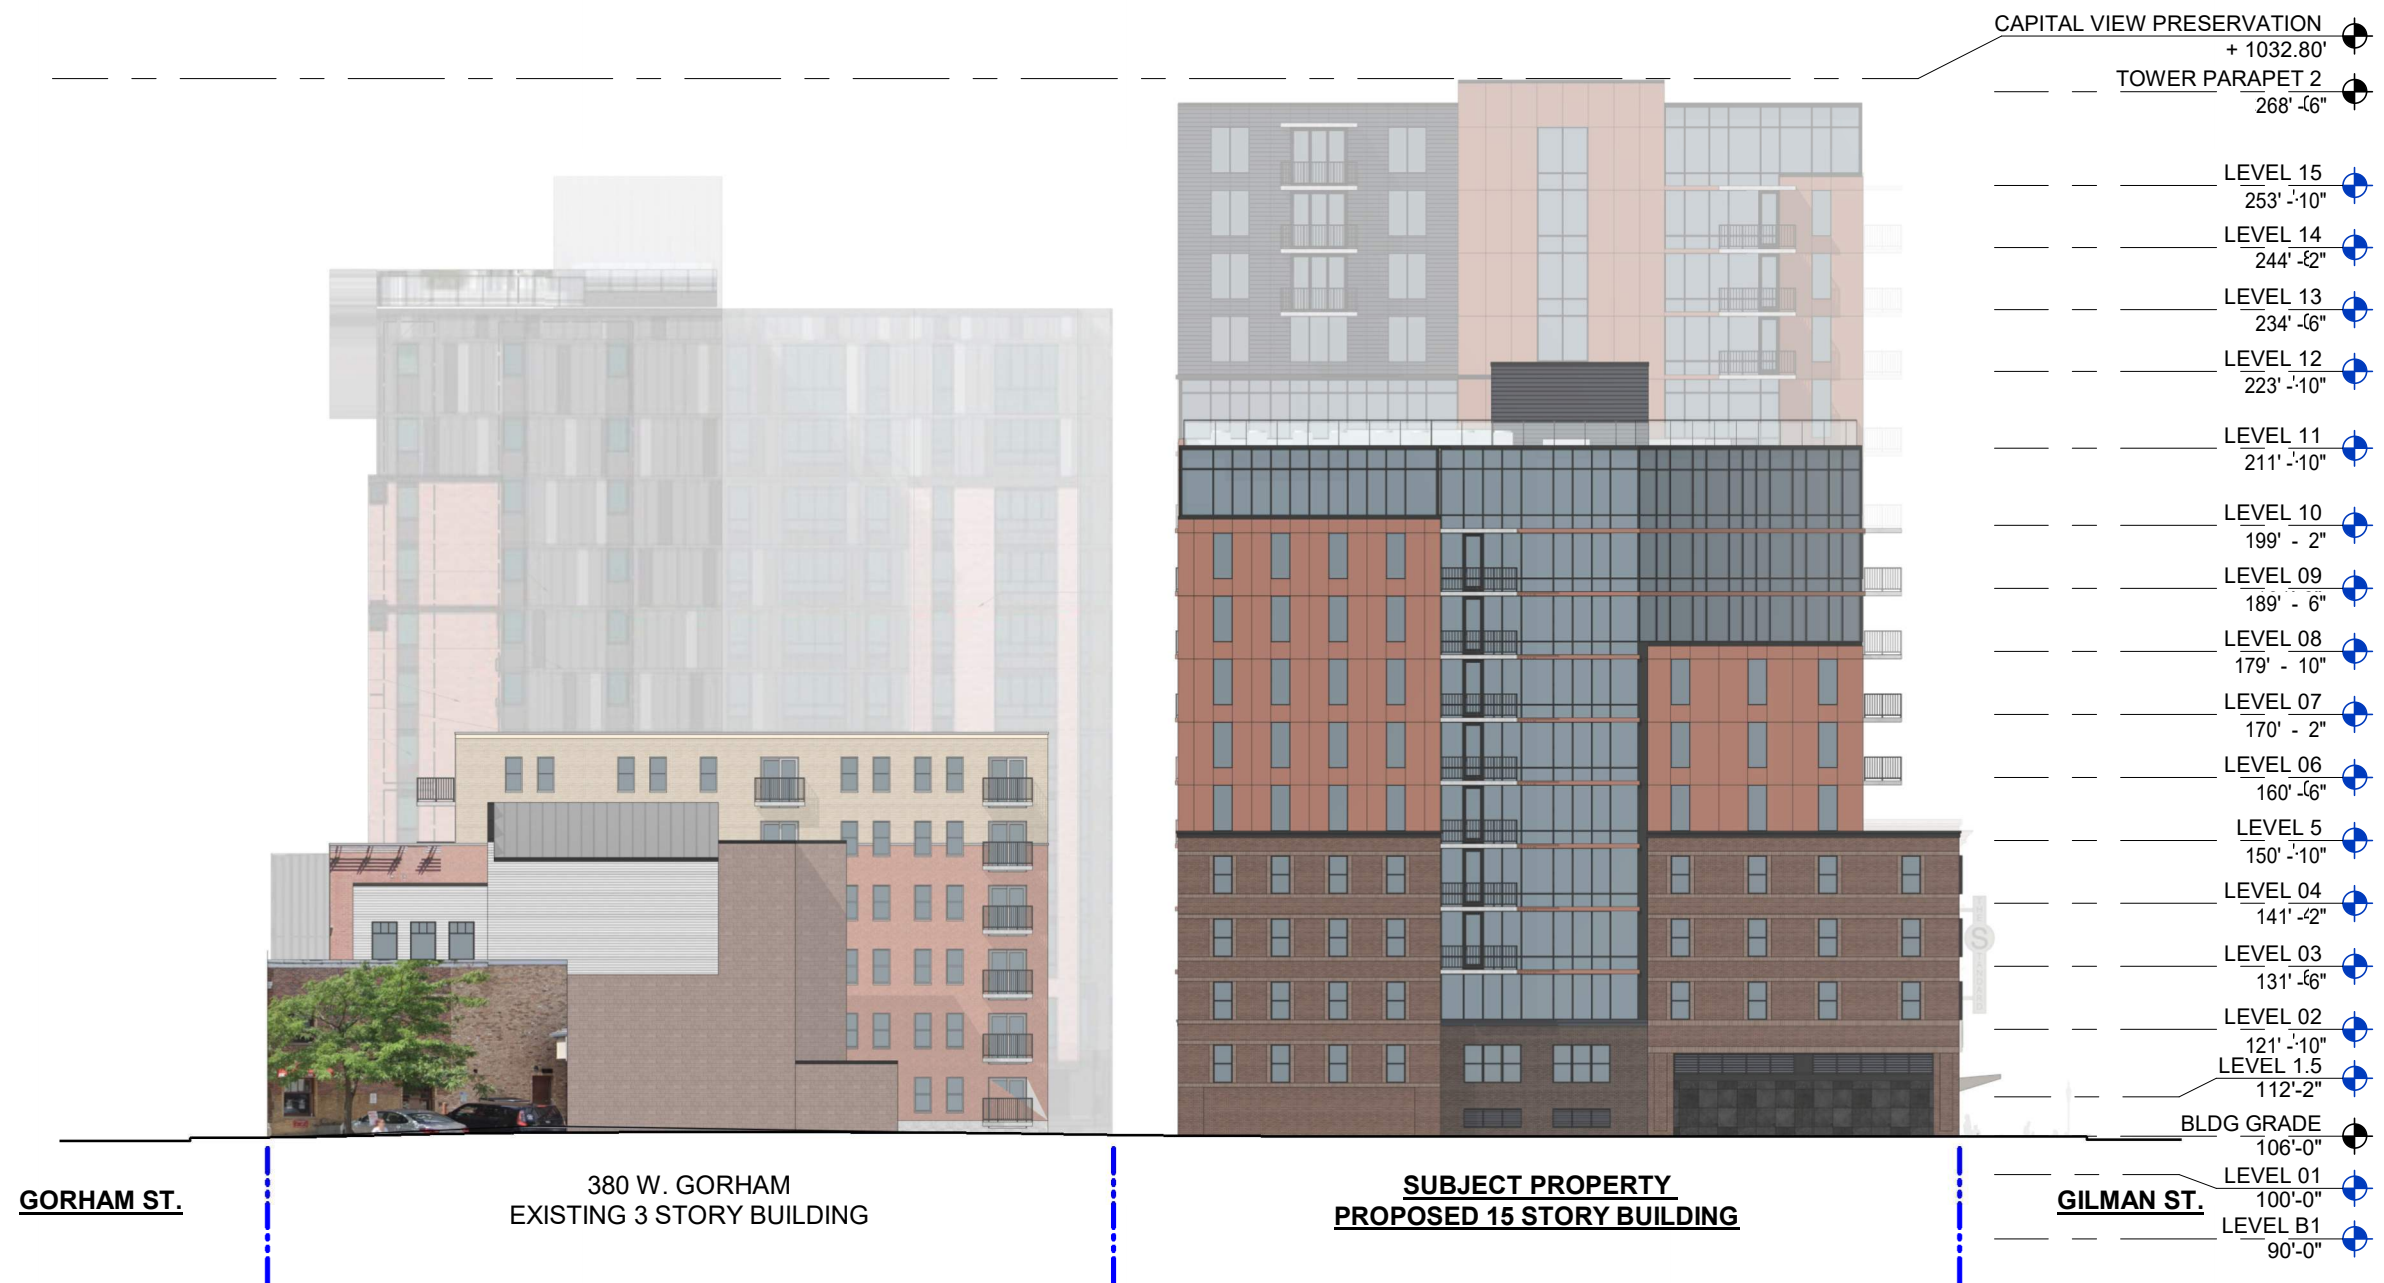 CAPITAL VIEW PRESERVATION
+ 1032.80'
TOWER PARAPET 2
268' - 6"
LEVEL 15
253' - 10"
LEVEL 14
244' - 2"
LEVEL 13
234' - 6"
LEVEL 12
223' - 10"
LEVEL 11
211' - 10"
LEVEL 10
199' - 2"
LEVEL 09
189' - 6"
LEVEL 08
179' - 10"
LEVEL 07
170' - 2"
LEVEL 06
160' - 6"
LEVEL 5
150' - 10"
LEVEL 04
141' - 2"
LEVEL 03
131' - 6"
LEVEL 02
121' - 10"
LEVEL 1.5
112'-2"
BLDG GRADE
106'-0"
LEVEL 01
100'-0"
LEVEL B1
90'-0"
GORHAM ST.
380 W. GORHAM
EXISTING 3 STORY BUILDING
SUBJECT PROPERTY
PROPOSED 15 STORY BUILDING
GILMAN ST.
S